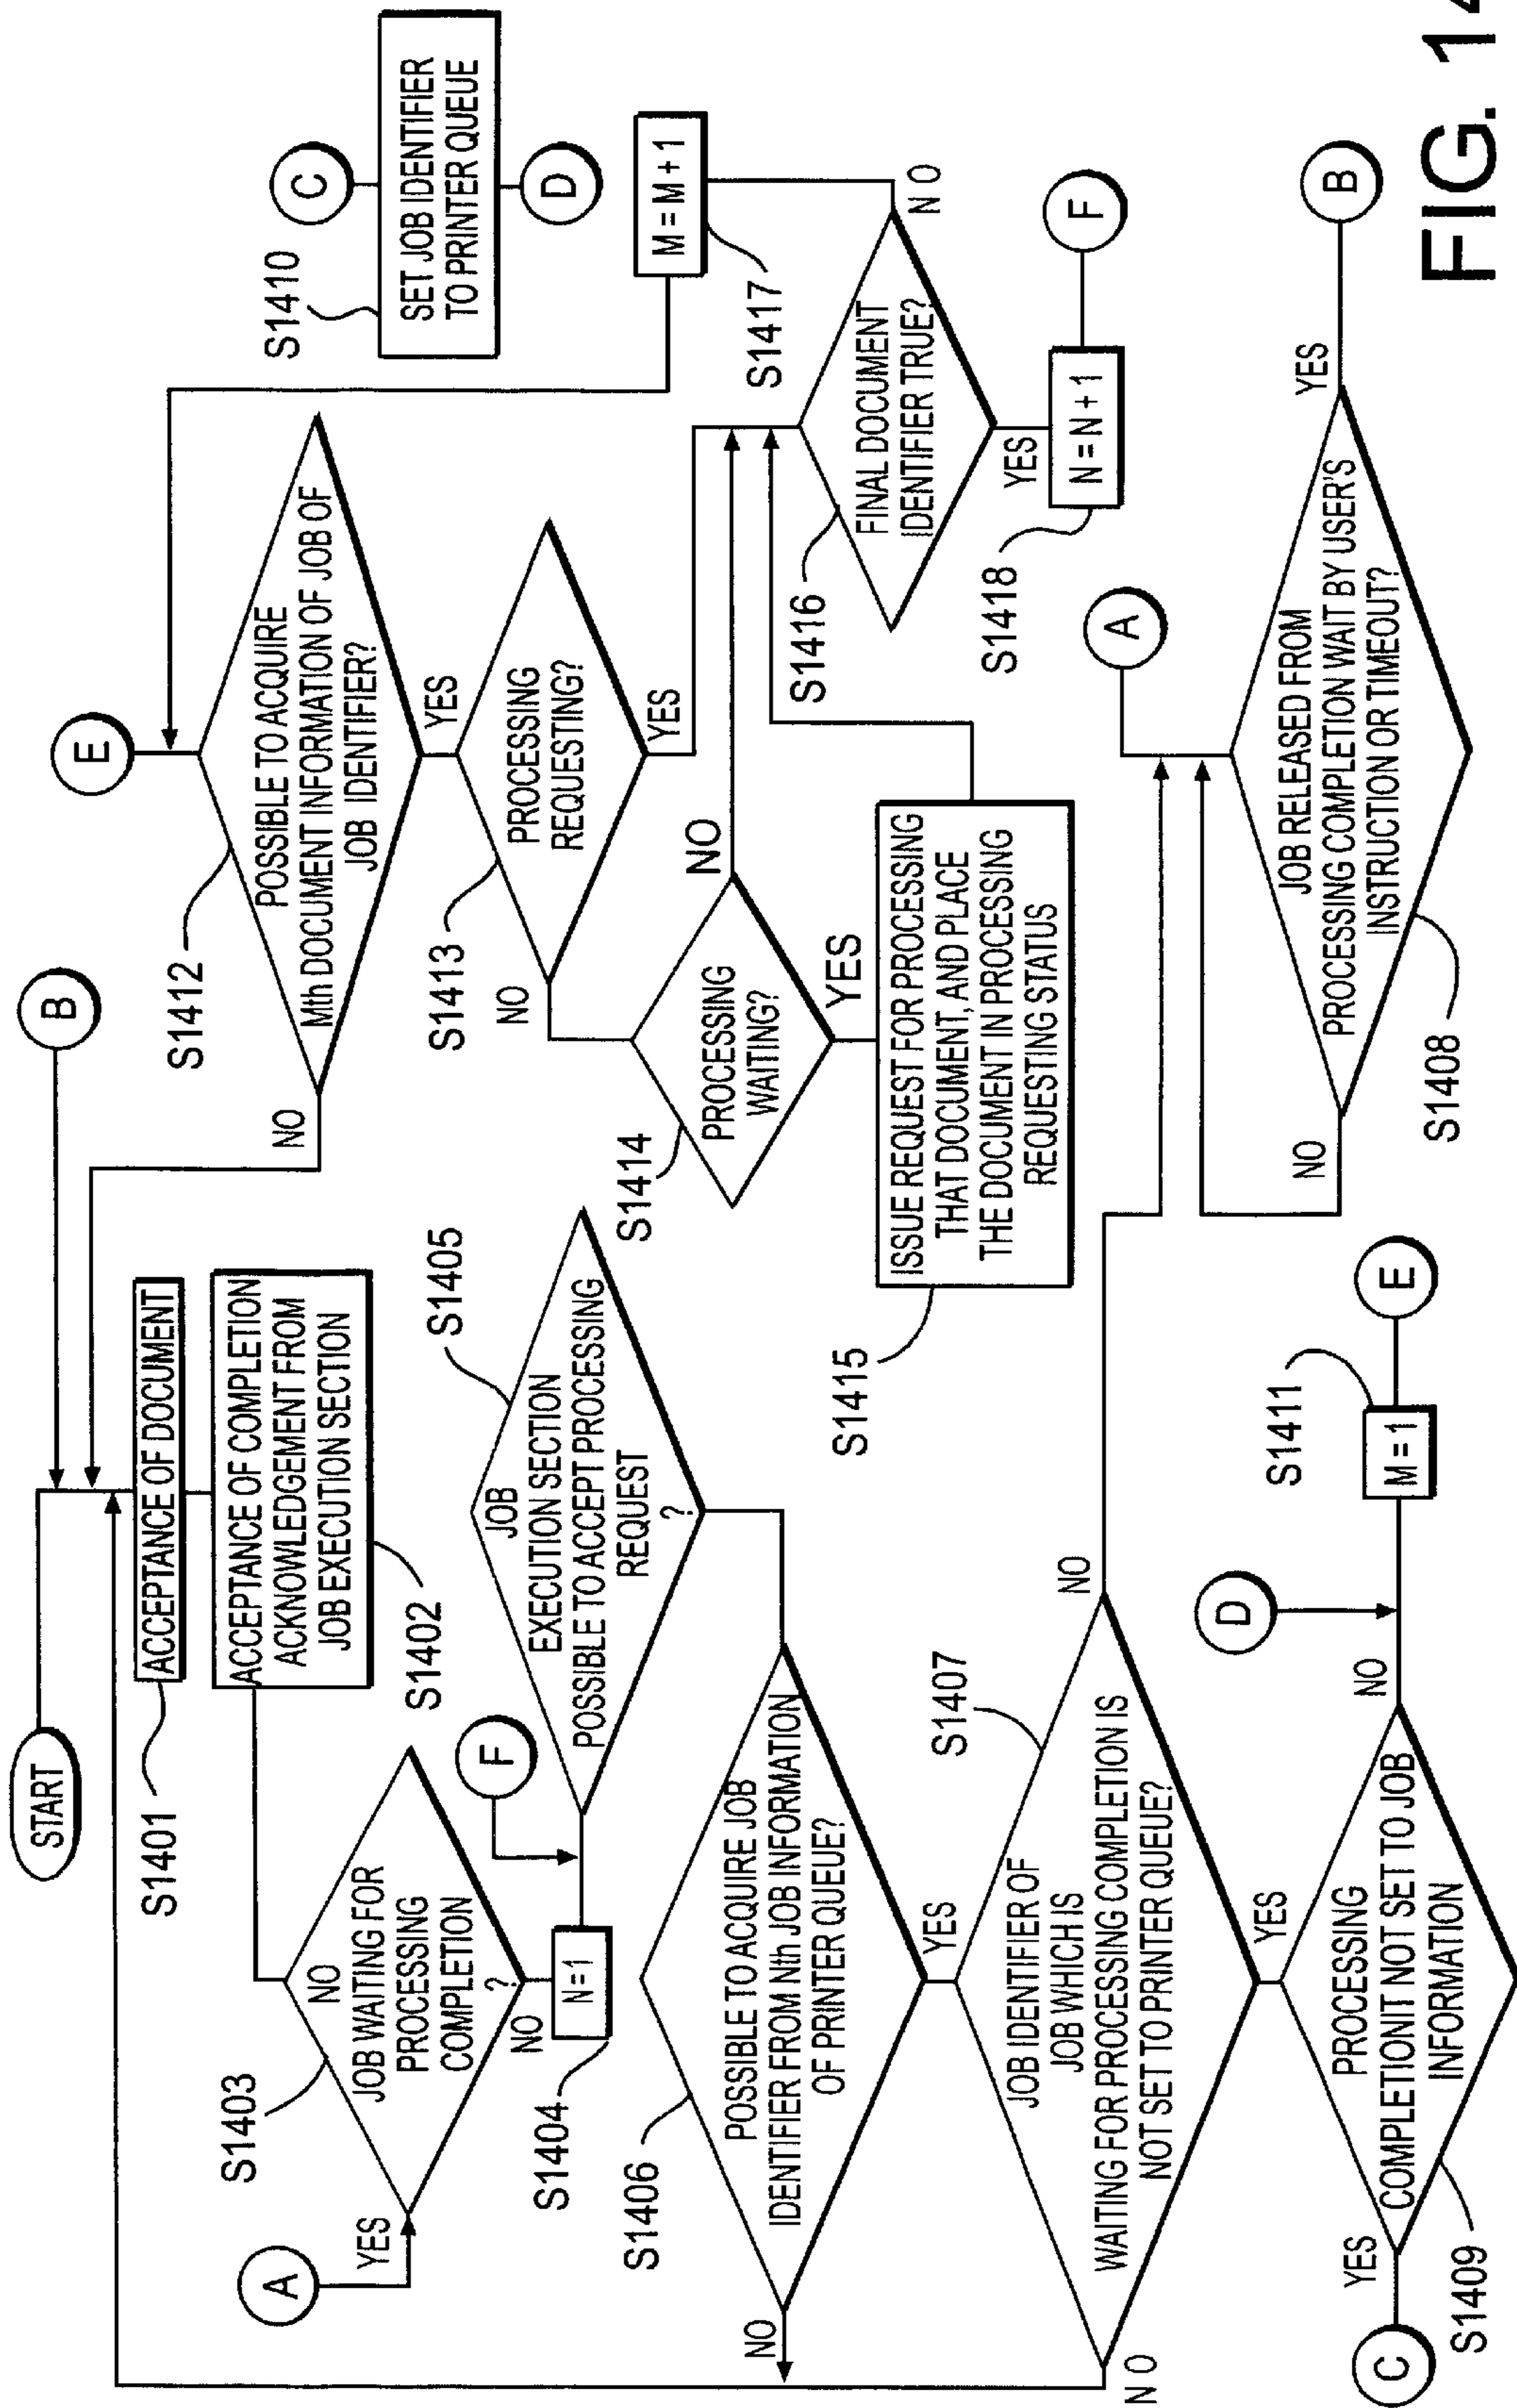 START
S1401
ACCEPTANCE OF DOCUMENT
ACCEPTANCE OF COMPLETION
ACKNOWLEDGEMENT FROM
JOB EXECUTION SECTION
S1402
B
A
YES
S1403
NO
JOB WAITING FOR
PROCESSING
COMPLETION
?
NO
S1404
N = 1
F
S1405
JOB
EXECUTION SECTION
POSSIBLE TO ACCEPT PROCESSING
REQUEST
?
S1406
POSSIBLE TO ACQUIRE JOB
IDENTIFIER FROM Nth JOB INFORMATION
OF PRINTER QUEUE?
NO
YES
S1407
JOB IDENTIFIER OF
JOB WHICH IS
WAITING FOR PROCESSING COMPLETION IS
NOT SET TO PRINTER QUEUE?
N O
NO
YES
S1409
PROCESSING
COMPLETIONIT NOT SET TO JOB
INFORMATION
YES
C
NO
D
S1411
M = 1
E
E
S1412
POSSIBLE TO ACQUIRE
Mth DOCUMENT INFORMATION OF JOB OF
JOB IDENTIFIER?
NO
YES
S1413
PROCESSING
REQUESTING?
NO
YES
S1414
PROCESSING
WAITING?
NO
YES
S1415
ISSUE REQUEST FOR PROCESSING
THAT DOCUMENT, AND PLACE
THE DOCUMENT IN PROCESSING
REQUESTING STATUS
S1416
FINAL DOCUMENT
IDENTIFIER TRUE?
N O
YES
S1417
M = M + 1
S1418
N = N + 1
F
C
S1410
SET JOB IDENTIFIER
TO PRINTER QUEUE
D
A
S1408
JOB RELEASED FROM
PROCESSING COMPLETION WAIT BY USER'S
INSTRUCTION OR TIMEOUT?
NO
YES
B
FIG. 14